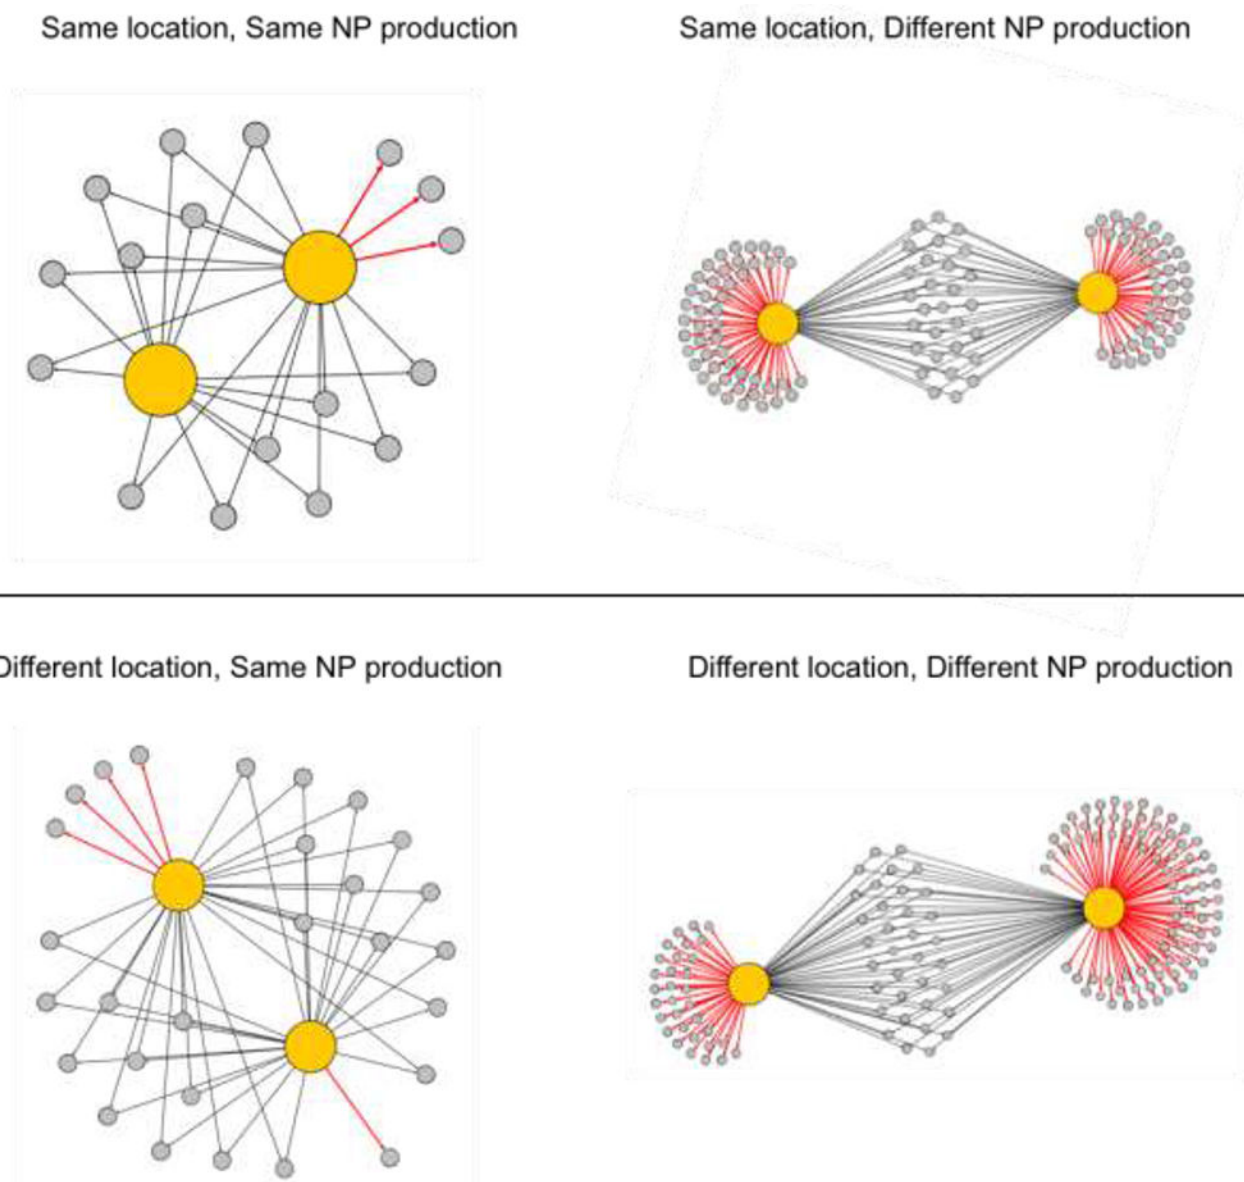 Same location, Same NP production
Same location, Different NP production
Different location, Same NP production
Different location, Different NP production